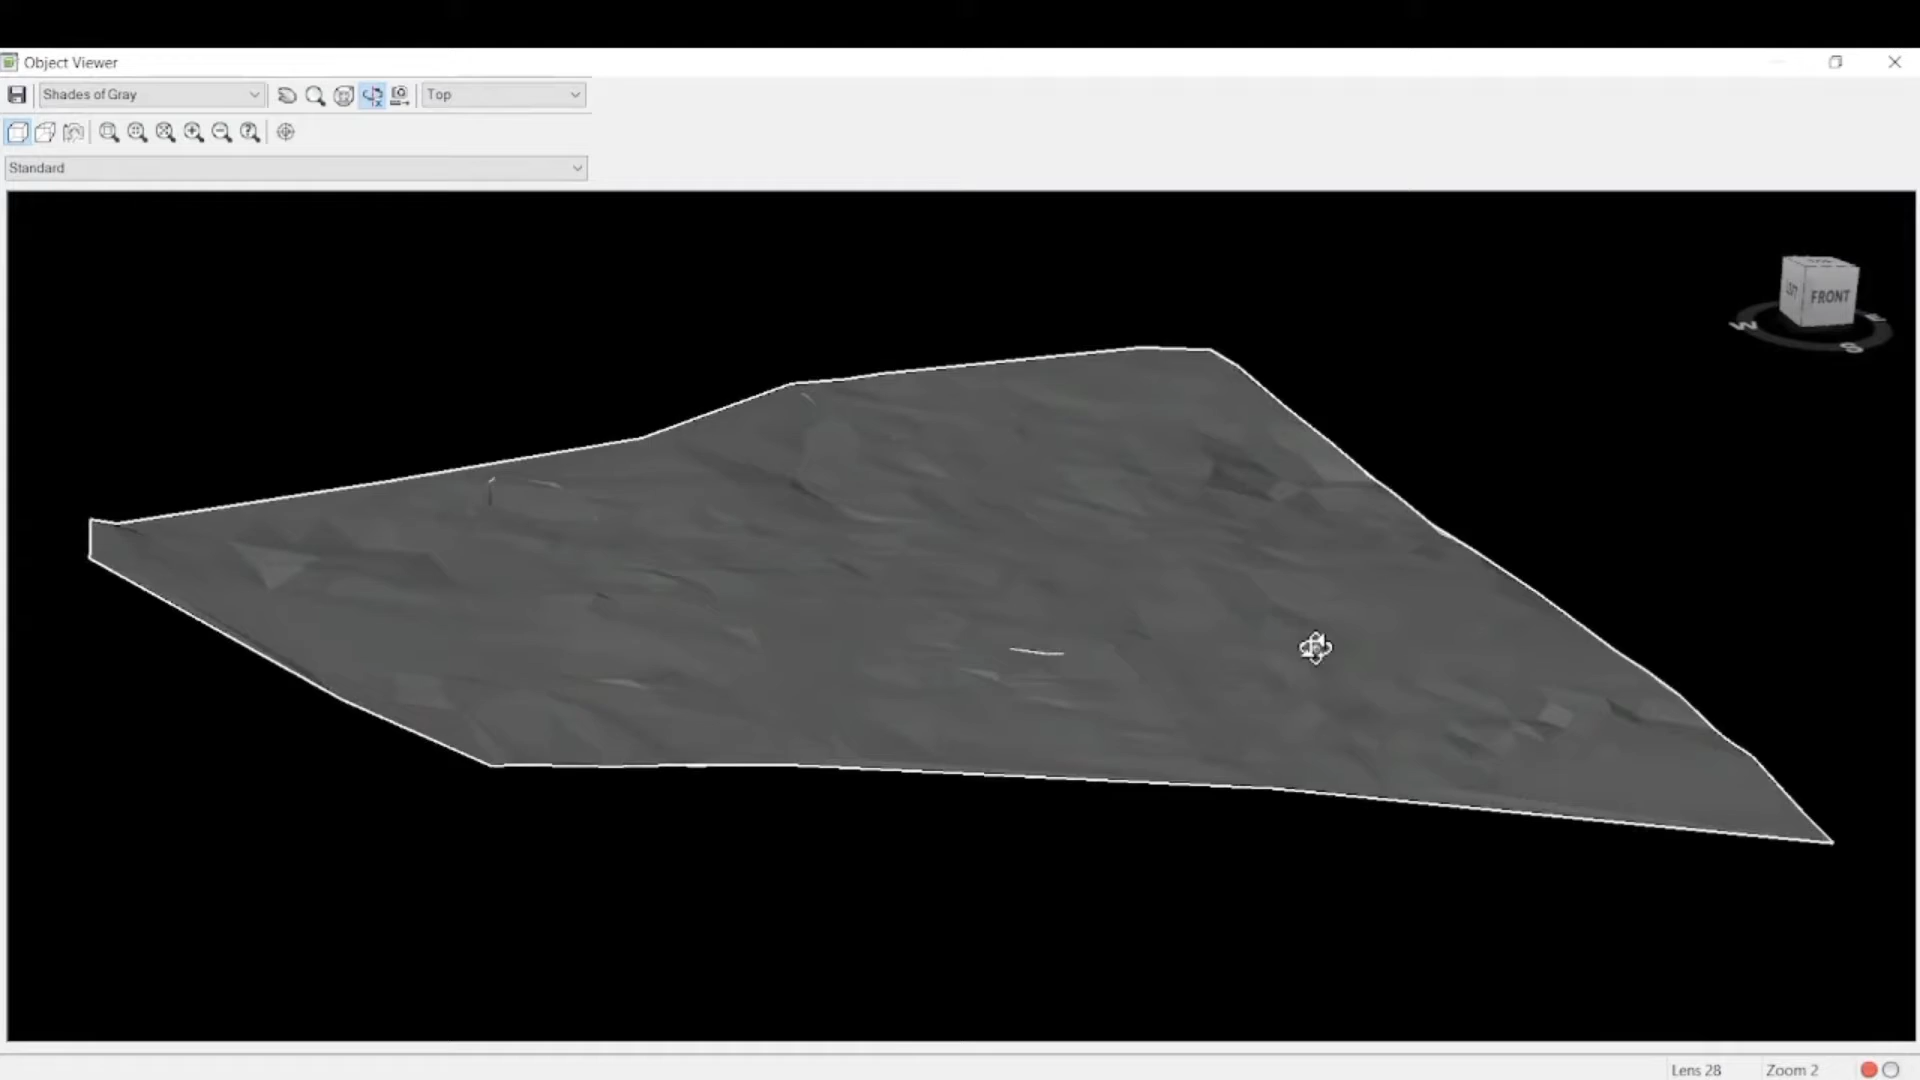 Object Viewer
Shades of Gray
Top
Standard
FRONT
W
S
Lens 28
Zoom 2